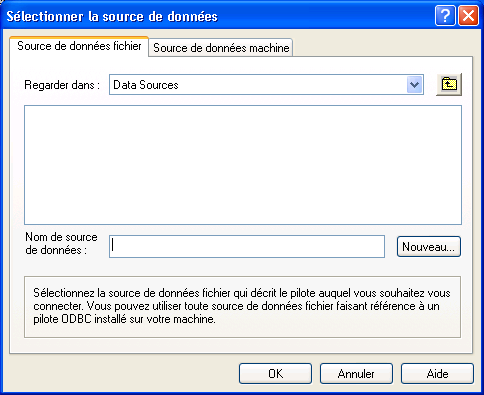 Sélectionner la source de données
Source de données fichier
Source de données machine
Regarder dans :
Data Sources
Nom de source
de données :
Nouveau...
Sélectionnez la source de données fichier qui décrit le pilote auquel vous souhaitez vous
connecter. Vous pouvez utiliser toute source de données fichier faisant référence à un
pilote ODBC installé sur votre machine.
OK
Annuler
Aide